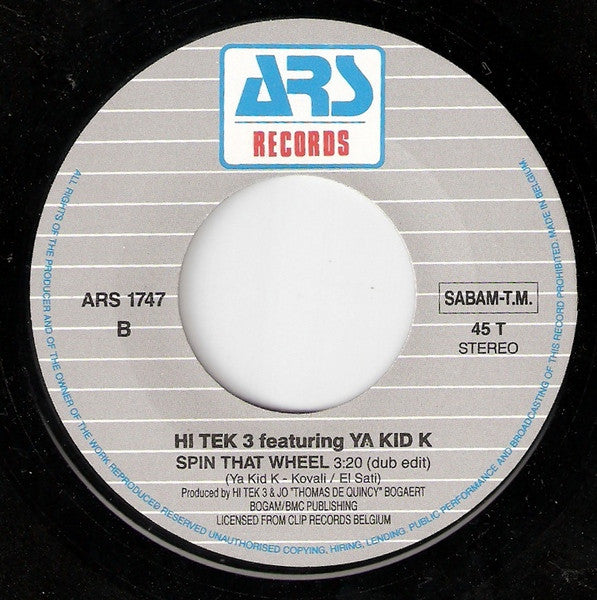 ARS
RECORDS
ARS 1747
B
SABAM-T.M.
45 T
STEREO
HI TEK 3 featuring YA KID K
SPIN THAT WHEEL 3:20 (dub edit)
(Ya Kid K - Kovali / El Sati)
Produced by HI TEK 3 & JO "THOMAS DE QUINCY" BOGAERT
BOGAM/BMC PUBLISHING
LICENSED FROM CLIP RECORDS BELGIUM
ALL RIGHTS OF THE PRODUCER AND OF THE OWNER OF THE WORK REPRODUCED RESERVED UNAUTHORISED COPYING, HIRING, LENDING, PUBLIC PERFORMANCE AND BROADCASTING OF THIS RECORD PROHIBITED. MADE IN BELGIUM.